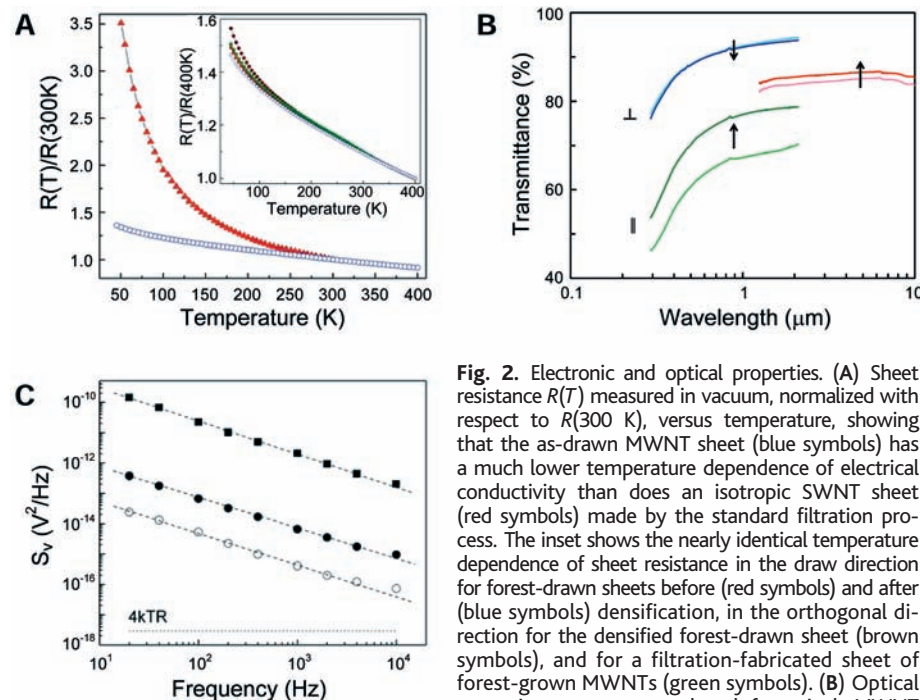 A
3.5
3.0
2.5
2.0
1.5
1.0
R(T)/R(300K)
50 100 150 200 250 300 350 400
Temperature (K)
1.6
1.4
1.2
1.0
R(T)/R(400K)
100 200 300 400
Temperature (K)
B
100
80
60
40
Transmittance (%)
⊥
∥
0.1 1 10
Wavelength (μm)
C
10⁻¹⁰
10⁻¹²
10⁻¹⁴
10⁻¹⁶
10⁻¹⁸
Sᵥ (V²/Hz)
4kTR
10¹ 10² 10³ 10⁴
Frequency (Hz)
Fig. 2. Electronic and optical properties. (A) Sheet
resistance R(T) measured in vacuum, normalized with
respect to R(300 K), versus temperature, showing
that the as-drawn MWNT sheet (blue symbols) has
a much lower temperature dependence of electrical
conductivity than does an isotropic SWNT sheet
(red symbols) made by the standard filtration pro-
cess. The inset shows the nearly identical temperature
dependence of sheet resistance in the draw direction
for forest-drawn sheets before (red symbols) and after
(blue symbols) densification, in the orthogonal di-
rection for the densified forest-drawn sheet (brown
symbols), and for a filtration-fabricated sheet of
forest-grown MWNTs (green symbols). (B) Optical